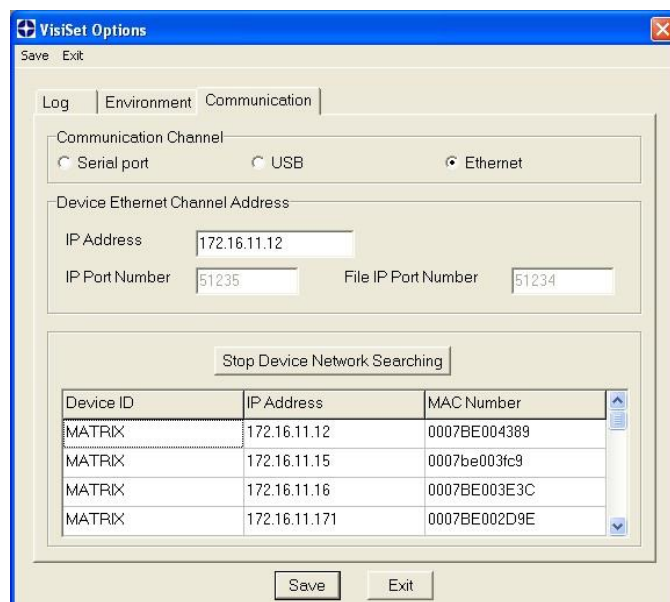 VisiSet Options
Save Exit
Log Environment Communication
Communication Channel
Serial port USB Ethernet
Device Ethernet Channel Address
IP Address 172.16.11.12
IP Port Number 51235 File IP Port Number 51234
Stop Device Network Searching
Device ID IP Address MAC Number
MATRIX 172.16.11.12 0007BE004389
MATRIX 172.16.11.15 0007be003fc9
MATRIX 172.16.11.16 0007BE003E3C
MATRIX 172.16.11.171 0007BE002D9E
Save Exit